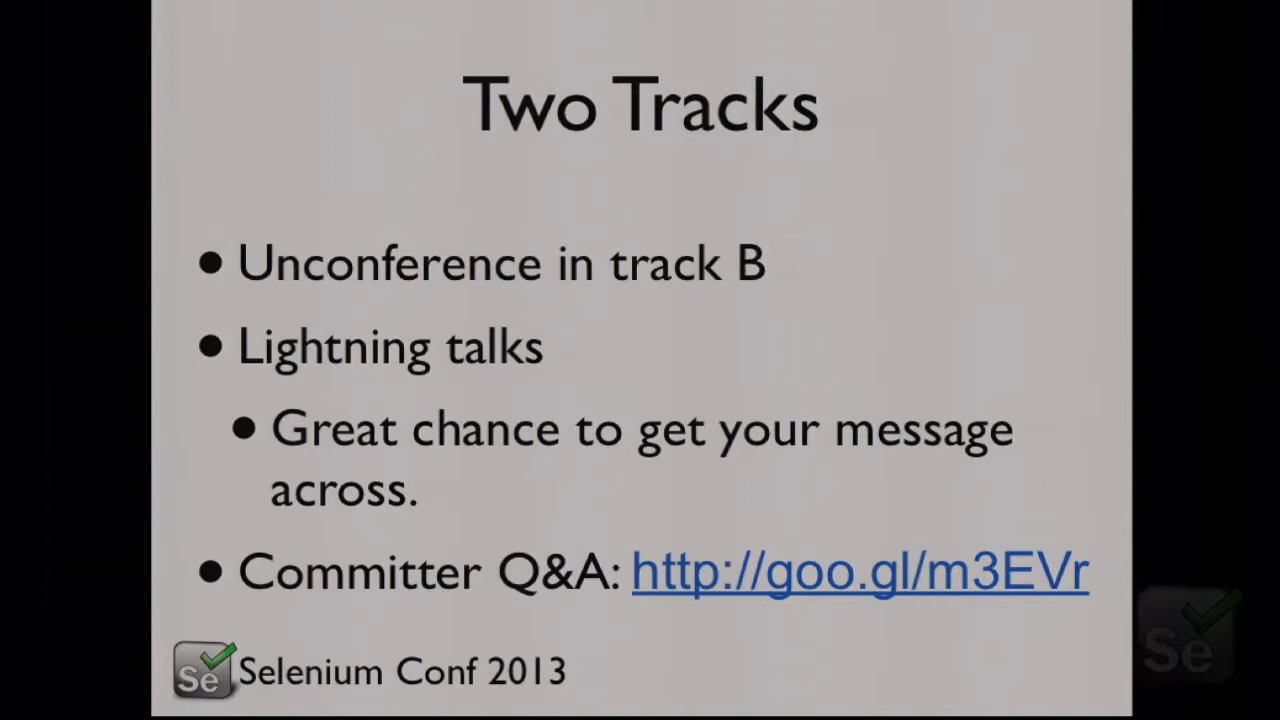 Two Tracks
• Unconference in track B
• Lightning talks
• Great chance to get your message
across.
• Committer Q&A: http://goo.gl/m3EVr
Se Selenium Conf 2013
Se